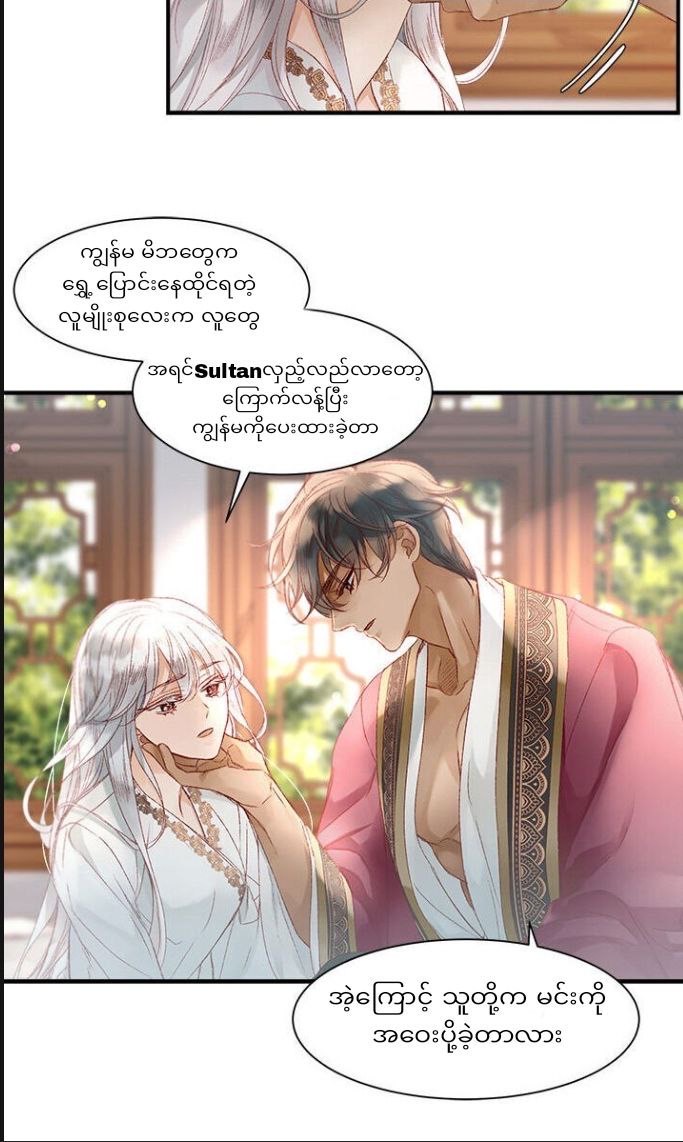 ကျွန်မ မိဘတွေက
ရွှေ့ပြောင်းနေထိုင်ရတဲ့
လူမျိုးစုလေးက လူတွေ
အရင်Sultanလှည့်လည်လာတော့
ကြောက်လန့်ပြီး
ကျွန်မကိုပေးထားခဲ့တာ
အဲ့ကြောင့် သူတို့က မင်းကို
အဝေးပို့ခဲ့တာလား